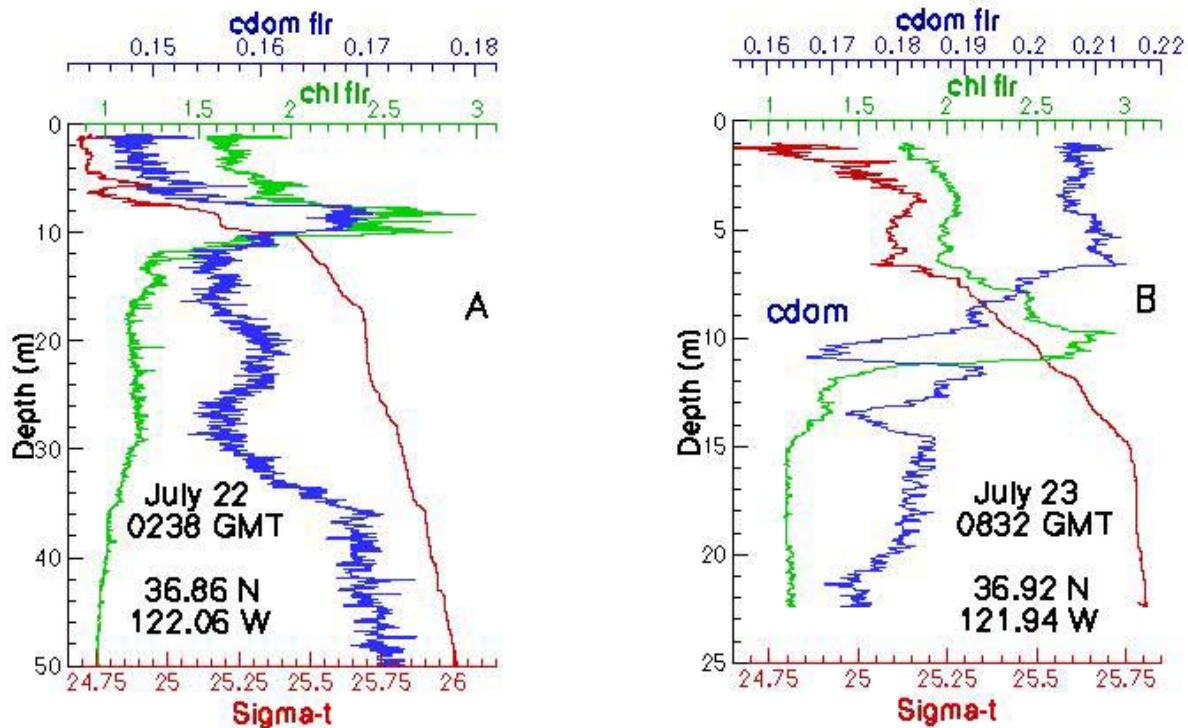 cdom flr
0.15 0.16 0.17 0.18
chl flr
1 1.5 2 2.5 3
0
10
20
30
40
50
Depth (m)
A
July 22
0238 GMT
36.86 N
122.06 W
24.75 25 25.25 25.5 25.75 26
Sigma-t
cdom flr
0.16 0.17 0.18 0.19 0.2 0.21 0.22
chl flr
1 1.5 2 2.5 3
0
5
10
15
20
25
Depth (m)
cdom
B
July 23
0832 GMT
36.92 N
121.94 W
24.75 25 25.25 25.5 25.75
Sigma-t